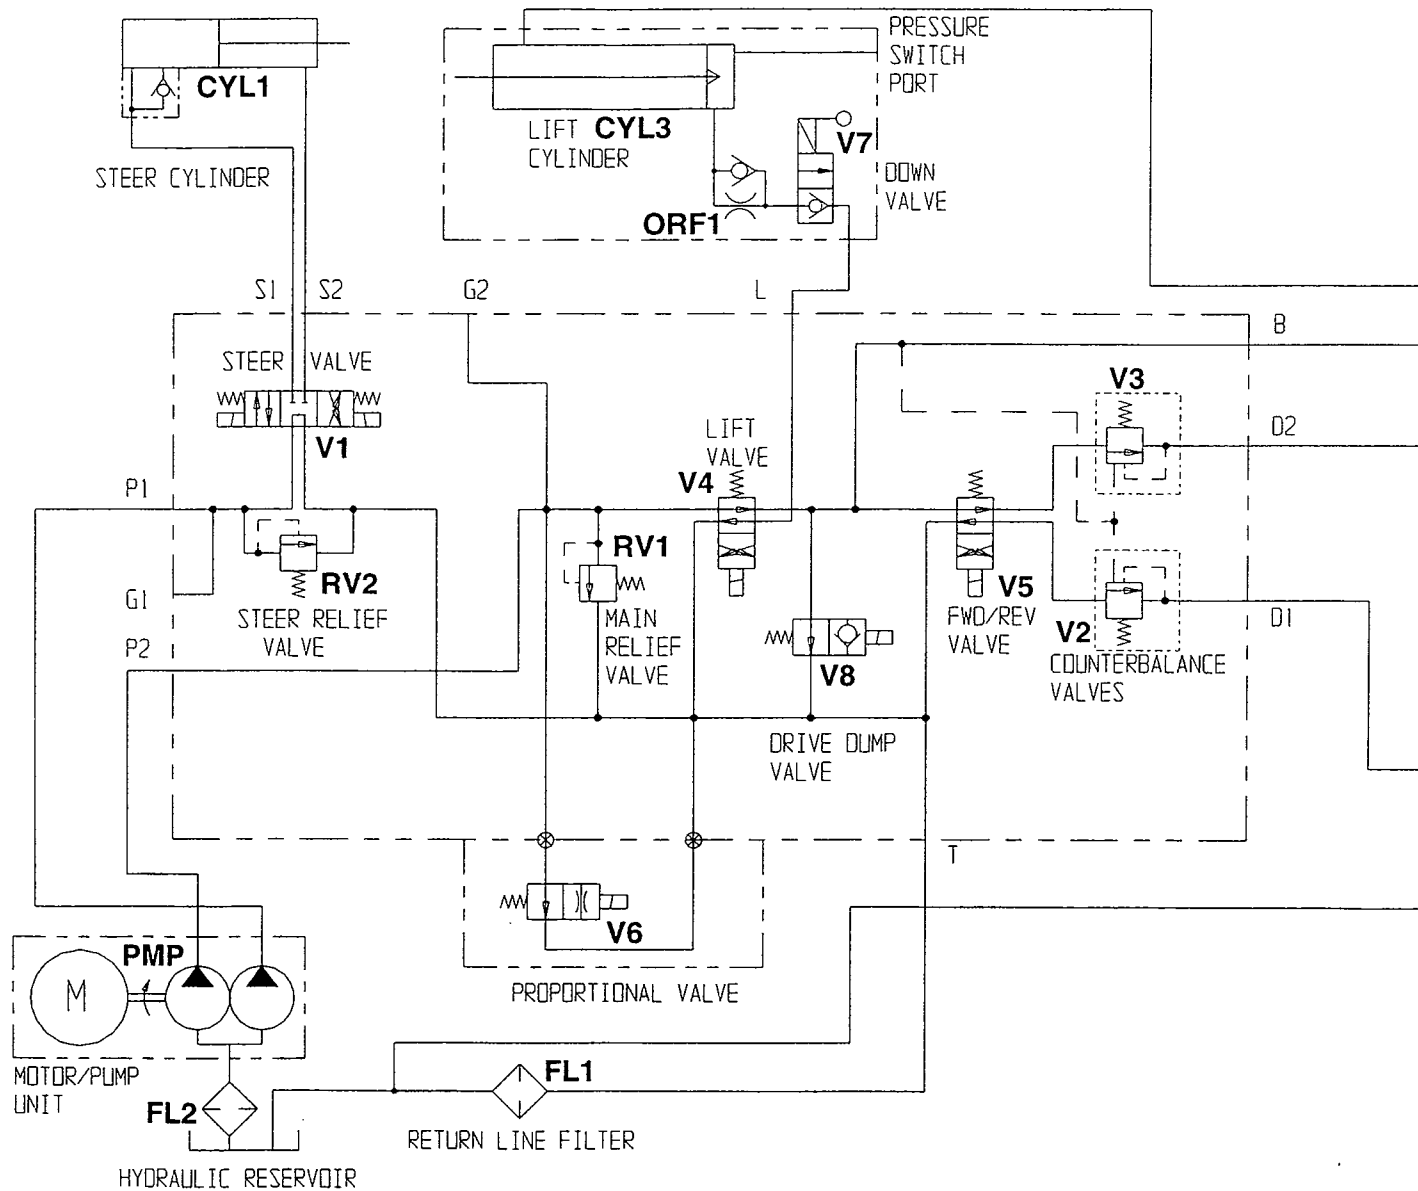 PRESSURE
SWITCH
PORT
CYL1
LIFT CYL3
CYLINDER
V7
STEER CYLINDER
DOWN
VALVE
ORF1
S1 S2 G2 L
B
STEER VALVE
V3
V1
LIFT
VALVE
D2
V4
P1
RV1
RV2
V5
G1
STEER RELIEF
VALVE
MAIN
RELIEF
VALVE
FWD/REV
VALVE
V2
D1
P2
V8
COUNTERBALANCE
VALVES
DRIVE DUMP
VALVE
T
V6
PMP
M
PROPORTIONAL VALVE
MOTOR/PUMP
UNIT
FL1
FL2
RETURN LINE FILTER
HYDRAULIC RESERVOIR